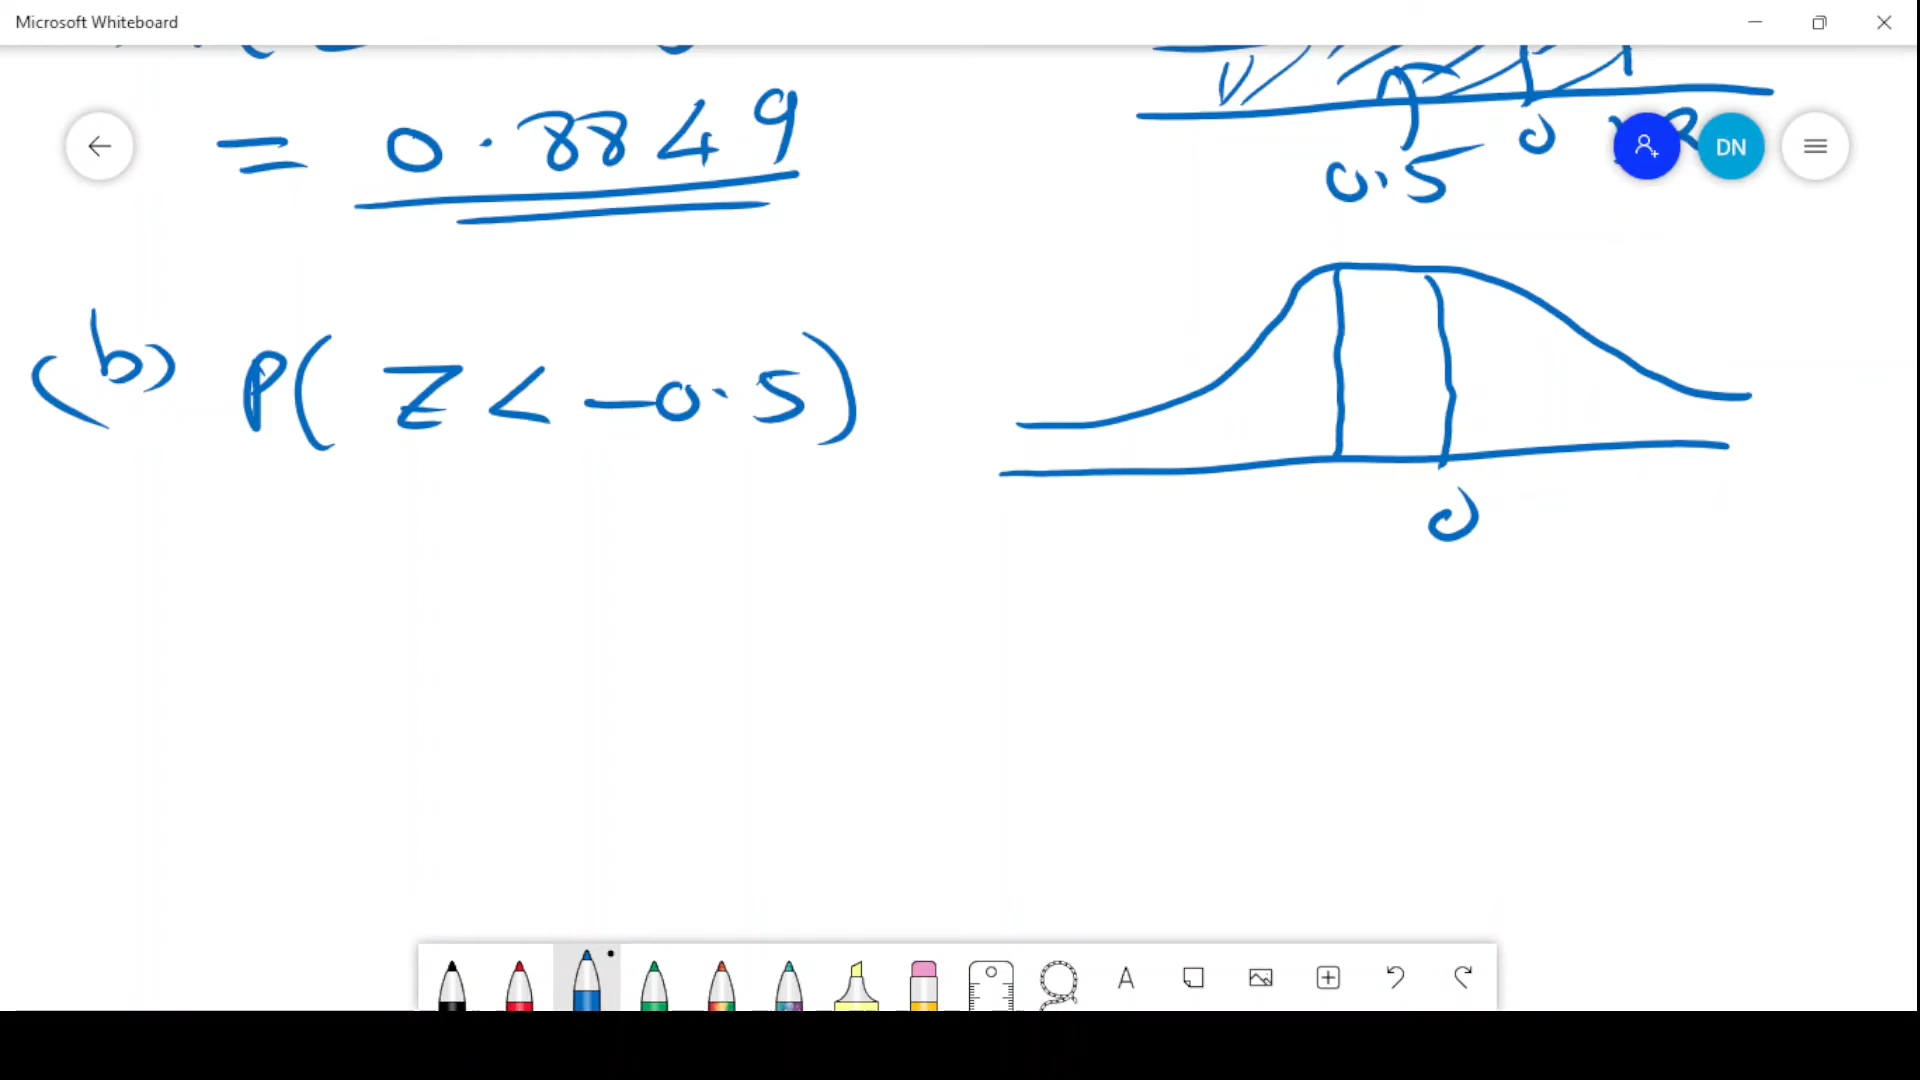 Microsoft Whiteboard
= 0.8849
0.5
0
DN
(b) P( Z < -0.5)
0
A